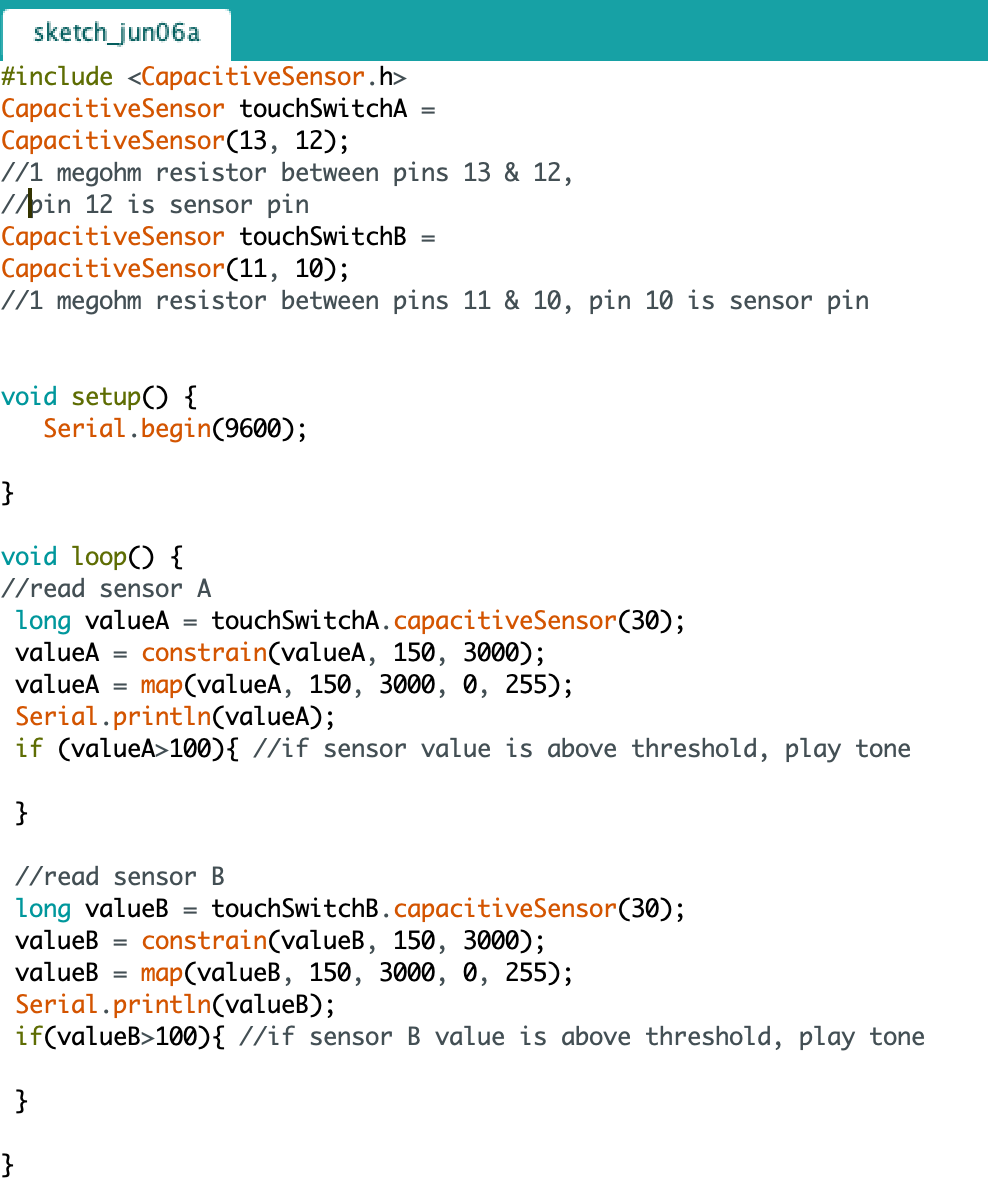 sketch_jun06a
#include <CapacitiveSensor.h>
CapacitiveSensor touchSwitchA =
CapacitiveSensor(13, 12);
//1 megohm resistor between pins 13 & 12,
//pin 12 is sensor pin
CapacitiveSensor touchSwitchB =
CapacitiveSensor(11, 10);
//1 megohm resistor between pins 11 & 10, pin 10 is sensor pin
void setup() {
Serial.begin(9600);
}
void loop() {
//read sensor A
long valueA = touchSwitchA.capacitiveSensor(30);
valueA = constrain(valueA, 150, 3000);
valueA = map(valueA, 150, 3000, 0, 255);
Serial.println(valueA);
if (valueA>100){ //if sensor value is above threshold, play tone
}
//read sensor B
long valueB = touchSwitchB.capacitiveSensor(30);
valueB = constrain(valueB, 150, 3000);
valueB = map(valueB, 150, 3000, 0, 255);
Serial.println(valueB);
if(valueB>100){ //if sensor B value is above threshold, play tone
}
}